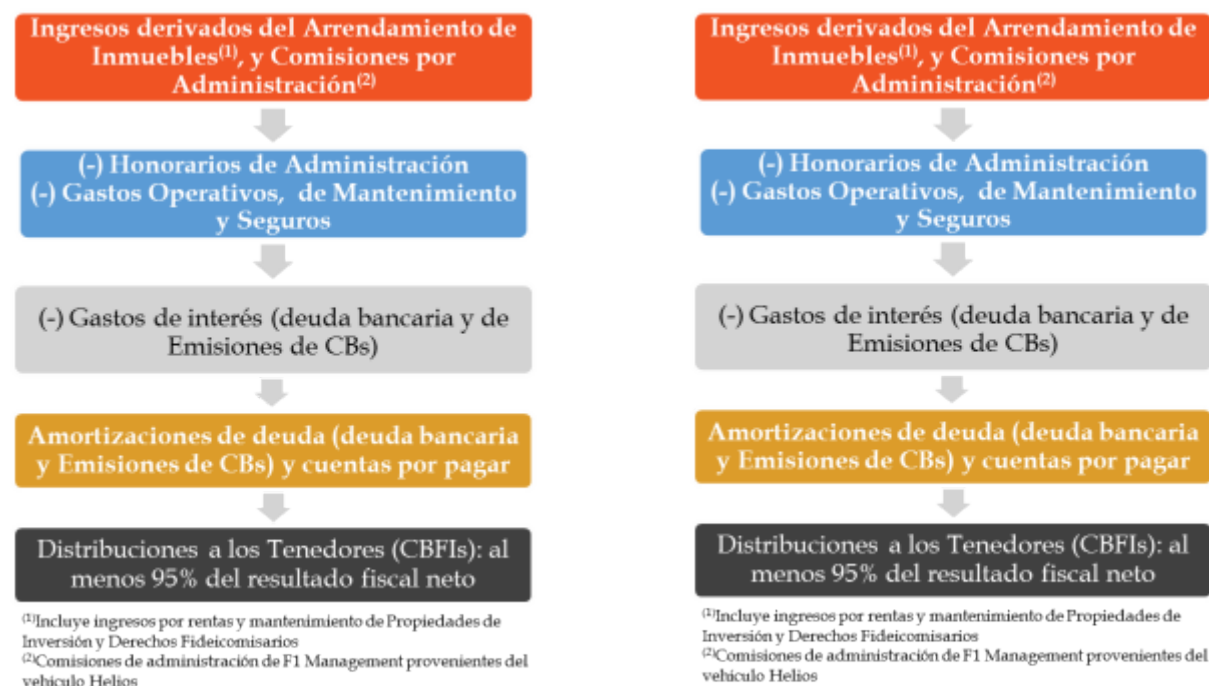 Ingresos derivados del Arrendamiento de
Inmuebles(1), y Comisiones por
Administración(2)
(-) Honorarios de Administración
(-) Gastos Operativos, de Mantenimiento
y Seguros
(-) Gastos de interés (deuda bancaria y de
Emisiones de CBs)
Amortizaciones de deuda (deuda bancaria
y Emisiones de CBs) y cuentas por pagar
Distribuciones a los Tenedores (CBFIs): al
menos 95% del resultado fiscal neto
(1)Incluye ingresos por rentas y mantenimiento de Propiedades de
Inversión y Derechos Fideicomisarios
(2)Comisiones de administración de F1 Management provenientes del
vehiculo Helios
Ingresos derivados del Arrendamiento de
Inmuebles(1), y Comisiones por
Administración(2)
(-) Honorarios de Administración
(-) Gastos Operativos, de Mantenimiento
y Seguros
(-) Gastos de interés (deuda bancaria y de
Emisiones de CBs)
Amortizaciones de deuda (deuda bancaria
y Emisiones de CBs) y cuentas por pagar
Distribuciones a los Tenedores (CBFIs): al
menos 95% del resultado fiscal neto
(1)Incluye ingresos por rentas y mantenimiento de Propiedades de
Inversión y Derechos Fideicomisarios
(2)Comisiones de administración de F1 Management provenientes del
vehiculo Helios